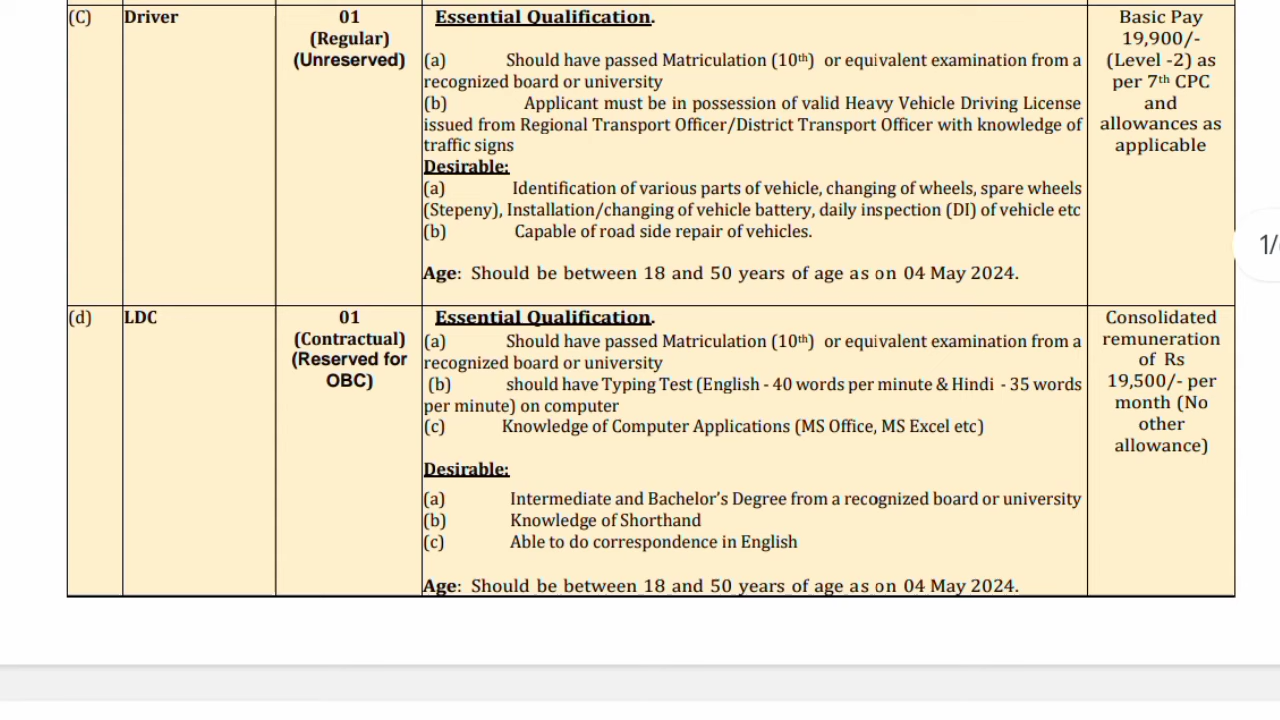 (C) Driver 01 (Regular) (Unreserved)
Essential Qualification.
(a) Should have passed Matriculation (10th) or equivalent examination from a
recognized board or university
(b) Applicant must be in possession of valid Heavy Vehicle Driving License
issued from Regional Transport Officer/District Transport Officer with knowledge of
traffic signs
Desirable:
(a) Identification of various parts of vehicle, changing of wheels, spare wheels
(Stepeny), Installation/changing of vehicle battery, daily inspection (DI) of vehicle etc
(b) Capable of road side repair of vehicles.
Age: Should be between 18 and 50 years of age as on 04 May 2024.
Basic Pay
19,900/-
(Level -2) as
per 7th CPC
and
allowances as
applicable
1/
(d) LDC 01
(Contractual)
(Reserved for
OBC)
Essential Qualification.
(a) Should have passed Matriculation (10th) or equivalent examination from a
recognized board or university
(b) should have Typing Test (English - 40 words per minute & Hindi - 35 words
per minute) on computer
(c) Knowledge of Computer Applications (MS Office, MS Excel etc)
Desirable:
(a) Intermediate and Bachelor's Degree from a recognized board or university
(b) Knowledge of Shorthand
(c) Able to do correspondence in English
Age: Should be between 18 and 50 years of age as on 04 May 2024.
Consolidated
remuneration
of Rs
19,500/- per
month (No
other
allowance)